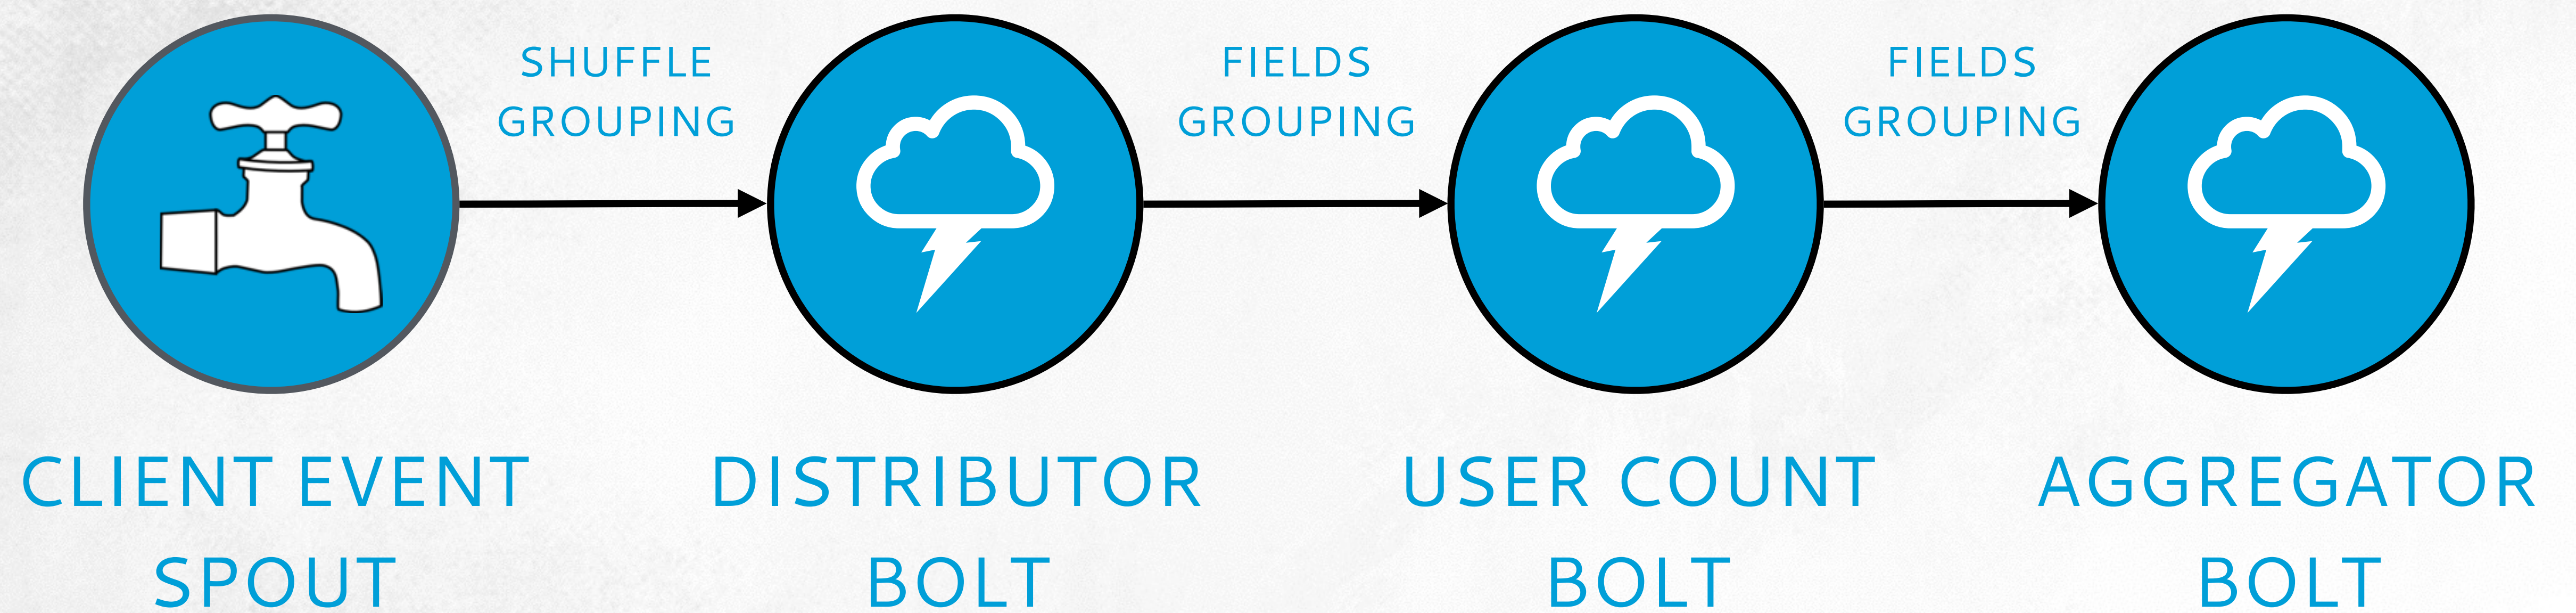 SHUFFLE
GROUPING
FIELDS
GROUPING
FIELDS
GROUPING
CLIENT EVENT
SPOUT
DISTRIBUTOR
BOLT
USER COUNT
BOLT
AGGREGATOR
BOLT